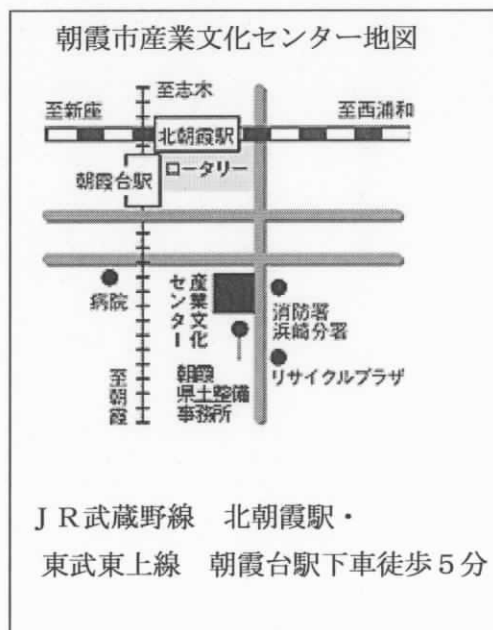 朝霞市産業文化センター地図
至志木
至新座
至西浦和
北朝霞駅
ロータリー
朝霞台駅
病院
産業文化
センター
消防署
浜崎分署
リサイクルプラザ
至朝霞
朝霞
県土整備
事務所
ＪＲ武蔵野線　北朝霞駅・
東武東上線　朝霞台駅下車徒歩５分